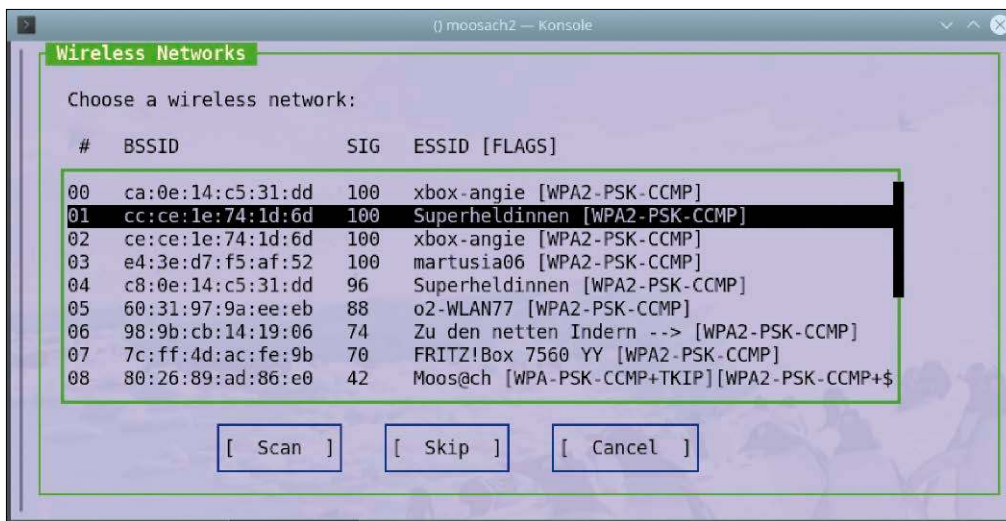 () moosach2 — Konsole
Wireless Networks
Choose a wireless network:
# BSSID SIG ESSID [FLAGS]
00 ca:0e:14:c5:31:dd 100 xbox-angie [WPA2-PSK-CCMP]
01 cc:ce:1e:74:1d:6d 100 Superheldinnen [WPA2-PSK-CCMP]
02 ce:ce:1e:74:1d:6d 100 xbox-angie [WPA2-PSK-CCMP]
03 e4:3e:d7:f5:af:52 100 martusia06 [WPA2-PSK-CCMP]
04 c8:0e:14:c5:31:dd 96 Superheldinnen [WPA2-PSK-CCMP]
05 60:31:97:9a:ee:eb 88 o2-WLAN77 [WPA2-PSK-CCMP]
06 98:9b:cb:14:19:06 74 Zu den netten Indern --> [WPA2-PSK-CCMP]
07 7c:ff:4d:ac:fe:9b 70 FRITZ!Box 7560 YY [WPA2-PSK-CCMP]
08 80:26:89:ad:86:e0 42 Moos@ch [WPA-PSK-CCMP+TKIP][WPA2-PSK-CCMP+$
[ Scan ] [ Skip ] [ Cancel ]